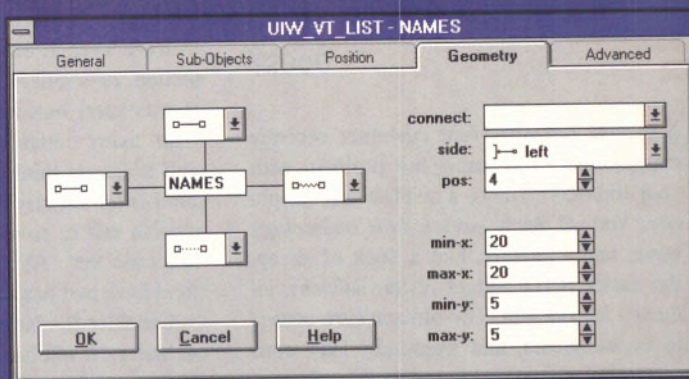 UIW_VT_LIST - NAMES
General Sub-Objects Position Geometry Advanced
NAMES
connect:
side: left
pos: 4
min-x: 20
max-x: 20
min-y: 5
max-y: 5
OK Cancel Help